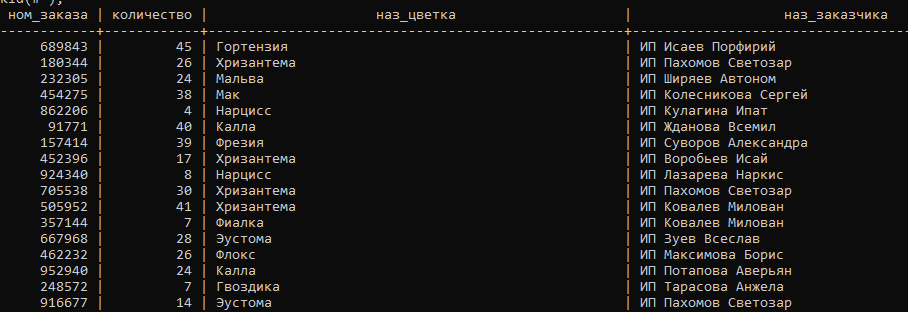 kid(#");
ном_заказа | количество | наз_цветка | наз_заказчика
689843 | 45 | Гортензия | ИП Исаев Порфирий
180344 | 26 | Хризантема | ИП Пахомов Светозар
232305 | 24 | Мальва | ИП Ширяев Автоном
454275 | 38 | Мак | ИП Колесникова Сергей
862206 | 4 | Нарцисс | ИП Кулагина Ипат
91771 | 40 | Калла | ИП Жданова Всемил
157414 | 39 | Фрезия | ИП Суворов Александра
452396 | 17 | Хризантема | ИП Воробьев Исай
924340 | 8 | Нарцисс | ИП Лазарева Наркис
705538 | 30 | Хризантема | ИП Пахомов Светозар
505952 | 41 | Хризантема | ИП Ковалев Милован
357144 | 7 | Фиалка | ИП Ковалев Милован
667968 | 28 | Эустома | ИП Зуев Всеслав
462232 | 26 | Флокс | ИП Максимова Борис
952940 | 24 | Калла | ИП Потапова Аверьян
248572 | 7 | Гвоздика | ИП Тарасова Анжела
916677 | 14 | Эустома | ИП Пахомов Светозар